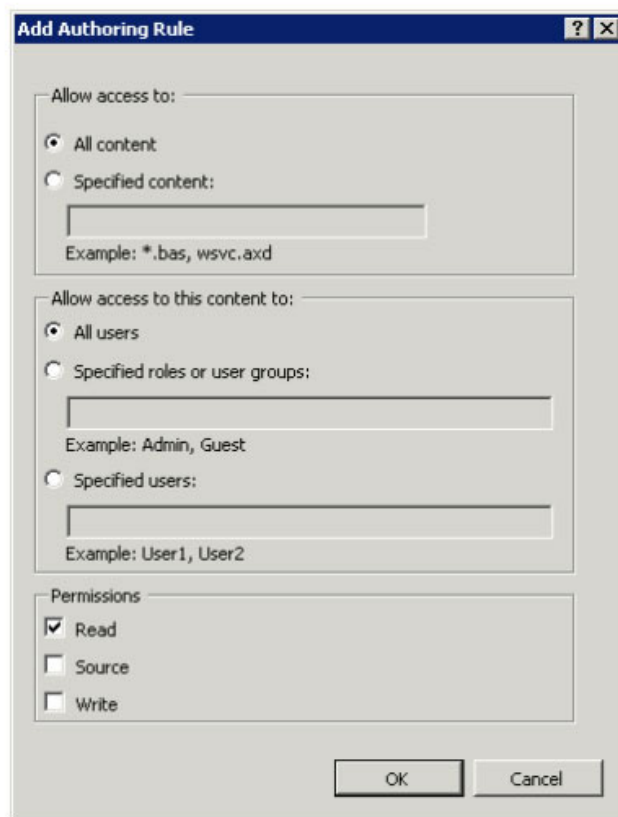 Add Authoring Rule
Allow access to:
All content
Specified content:
Example: *.bas, wsvc.axd
Allow access to this content to:
All users
Specified roles or user groups:
Example: Admin, Guest
Specified users:
Example: User1, User2
Permissions
Read
Source
Write
OK Cancel